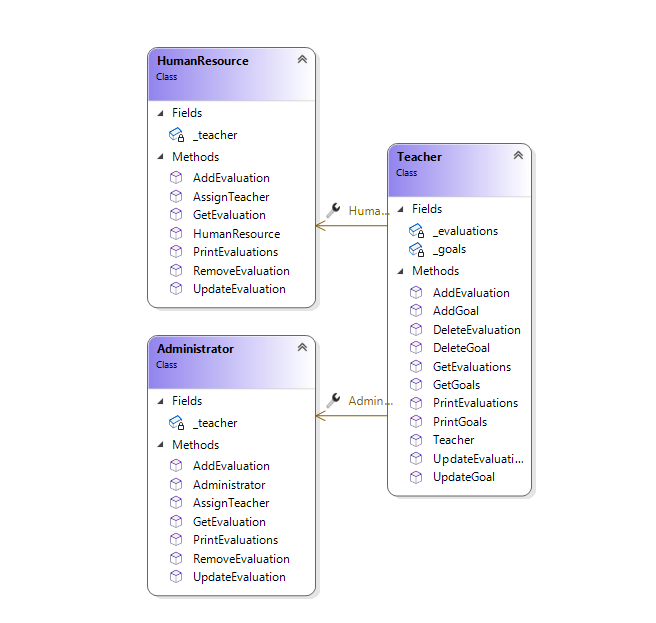 HumanResource
Class
Fields
_teacher
Methods
AddEvaluation
AssignTeacher
GetEvaluation
HumanResource
PrintEvaluations
RemoveEvaluation
UpdateEvaluation
Huma...
Teacher
Class
Fields
_evaluations
_goals
Methods
AddEvaluation
AddGoal
DeleteEvaluation
DeleteGoal
GetEvaluations
GetGoals
PrintEvaluations
PrintGoals
Teacher
UpdateEvaluati...
UpdateGoal
Administrator
Class
Fields
_teacher
Methods
AddEvaluation
Administrator
AssignTeacher
GetEvaluation
PrintEvaluations
RemoveEvaluation
UpdateEvaluation
Admin...